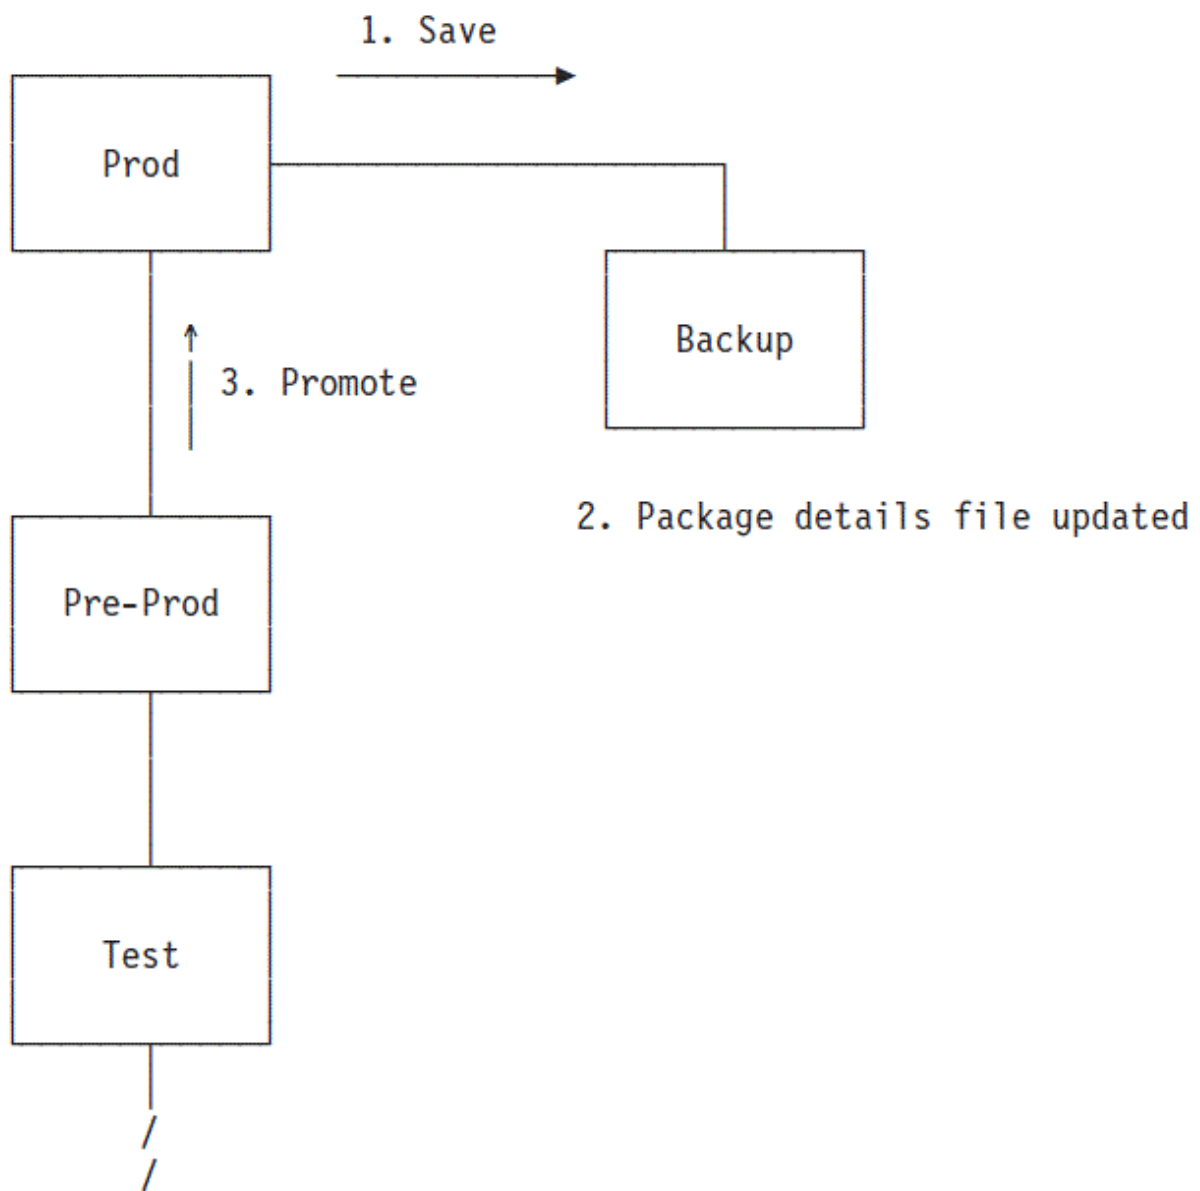 1. Save
Prod
Backup
3. Promote
2. Package details file updated
Pre-Prod
Test
/
/